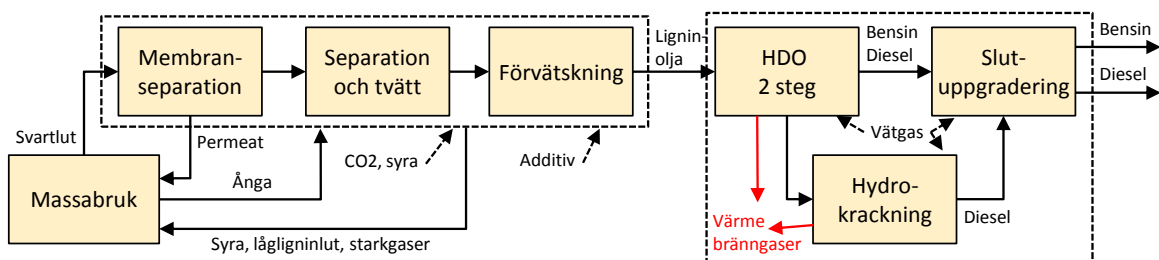 Membran-
separation
Separation
och tvätt
Förvätskning
Lignin-
olja
HDO
2 steg
Bensin
Diesel
Slut-
uppgradering
Bensin
Diesel
Svartlut
Permeat
CO2, syra
Additiv
Vätgas
Massabruk
Ånga
Syra, lågligninlut, starkgaser
Värme
bränngaser
Hydro-
krackning
Diesel